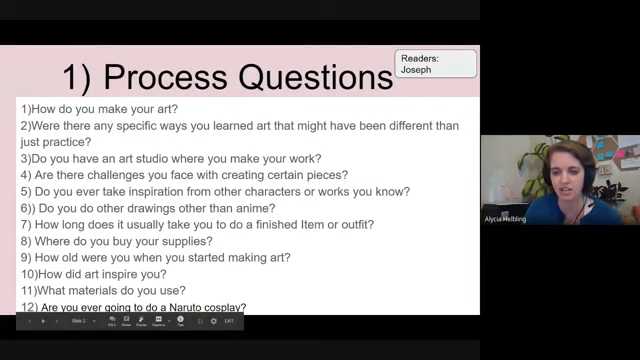 Readers:
Joseph
1) Process Questions
1)How do you make your art?
2)Were there any specific ways you learned art that might have been different than
just practice?
3)Do you have an art studio where you make your work?
4) Are there challenges you face with creating certain pieces?
5) Do you ever take inspiration from other characters or works you know?
6)) Do you do other drawings other than anime?
7) How long does it usually take you to do a finished Item or outfit?
8) Where do you buy your supplies?
9) How old were you when you started making art?
10)How did art inspire you?
11)What materials do you use?
12) Are you ever going to do a Naruto cosplay?
Slide 2
EXIT
Alycia Helbling